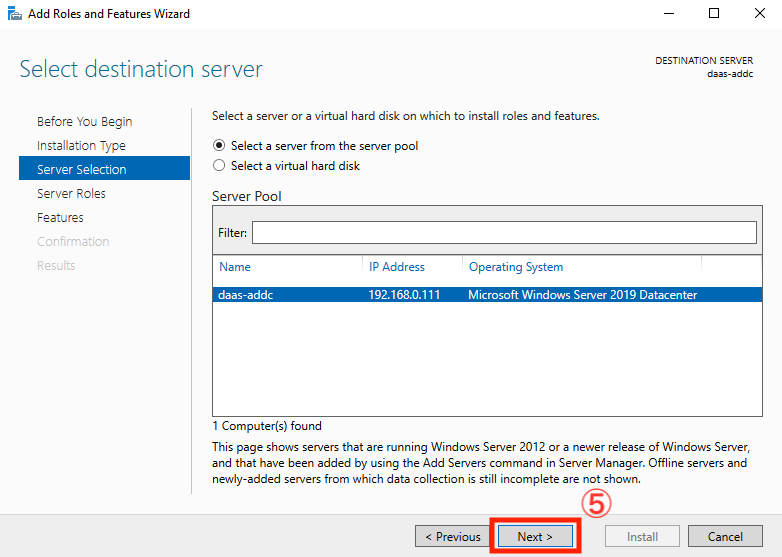 Add Roles and Features Wizard
Select destination server
DESTINATION SERVER
daas-addc
Before You Begin
Installation Type
Server Selection
Server Roles
Features
Confirmation
Results
Select a server or a virtual hard disk on which to install roles and features.
Select a server from the server pool
Select a virtual hard disk
Server Pool
Filter:
Name IP Address Operating System
daas-addc 192.168.0.111 Microsoft Windows Server 2019 Datacenter
1 Computer(s) found
This page shows servers that are running Windows Server 2012 or a newer release of Windows Server,
and that have been added by using the Add Servers command in Server Manager. Offline servers and
newly-added servers from which data collection is still incomplete are not shown.
⑤
< Previous Next > Install Cancel